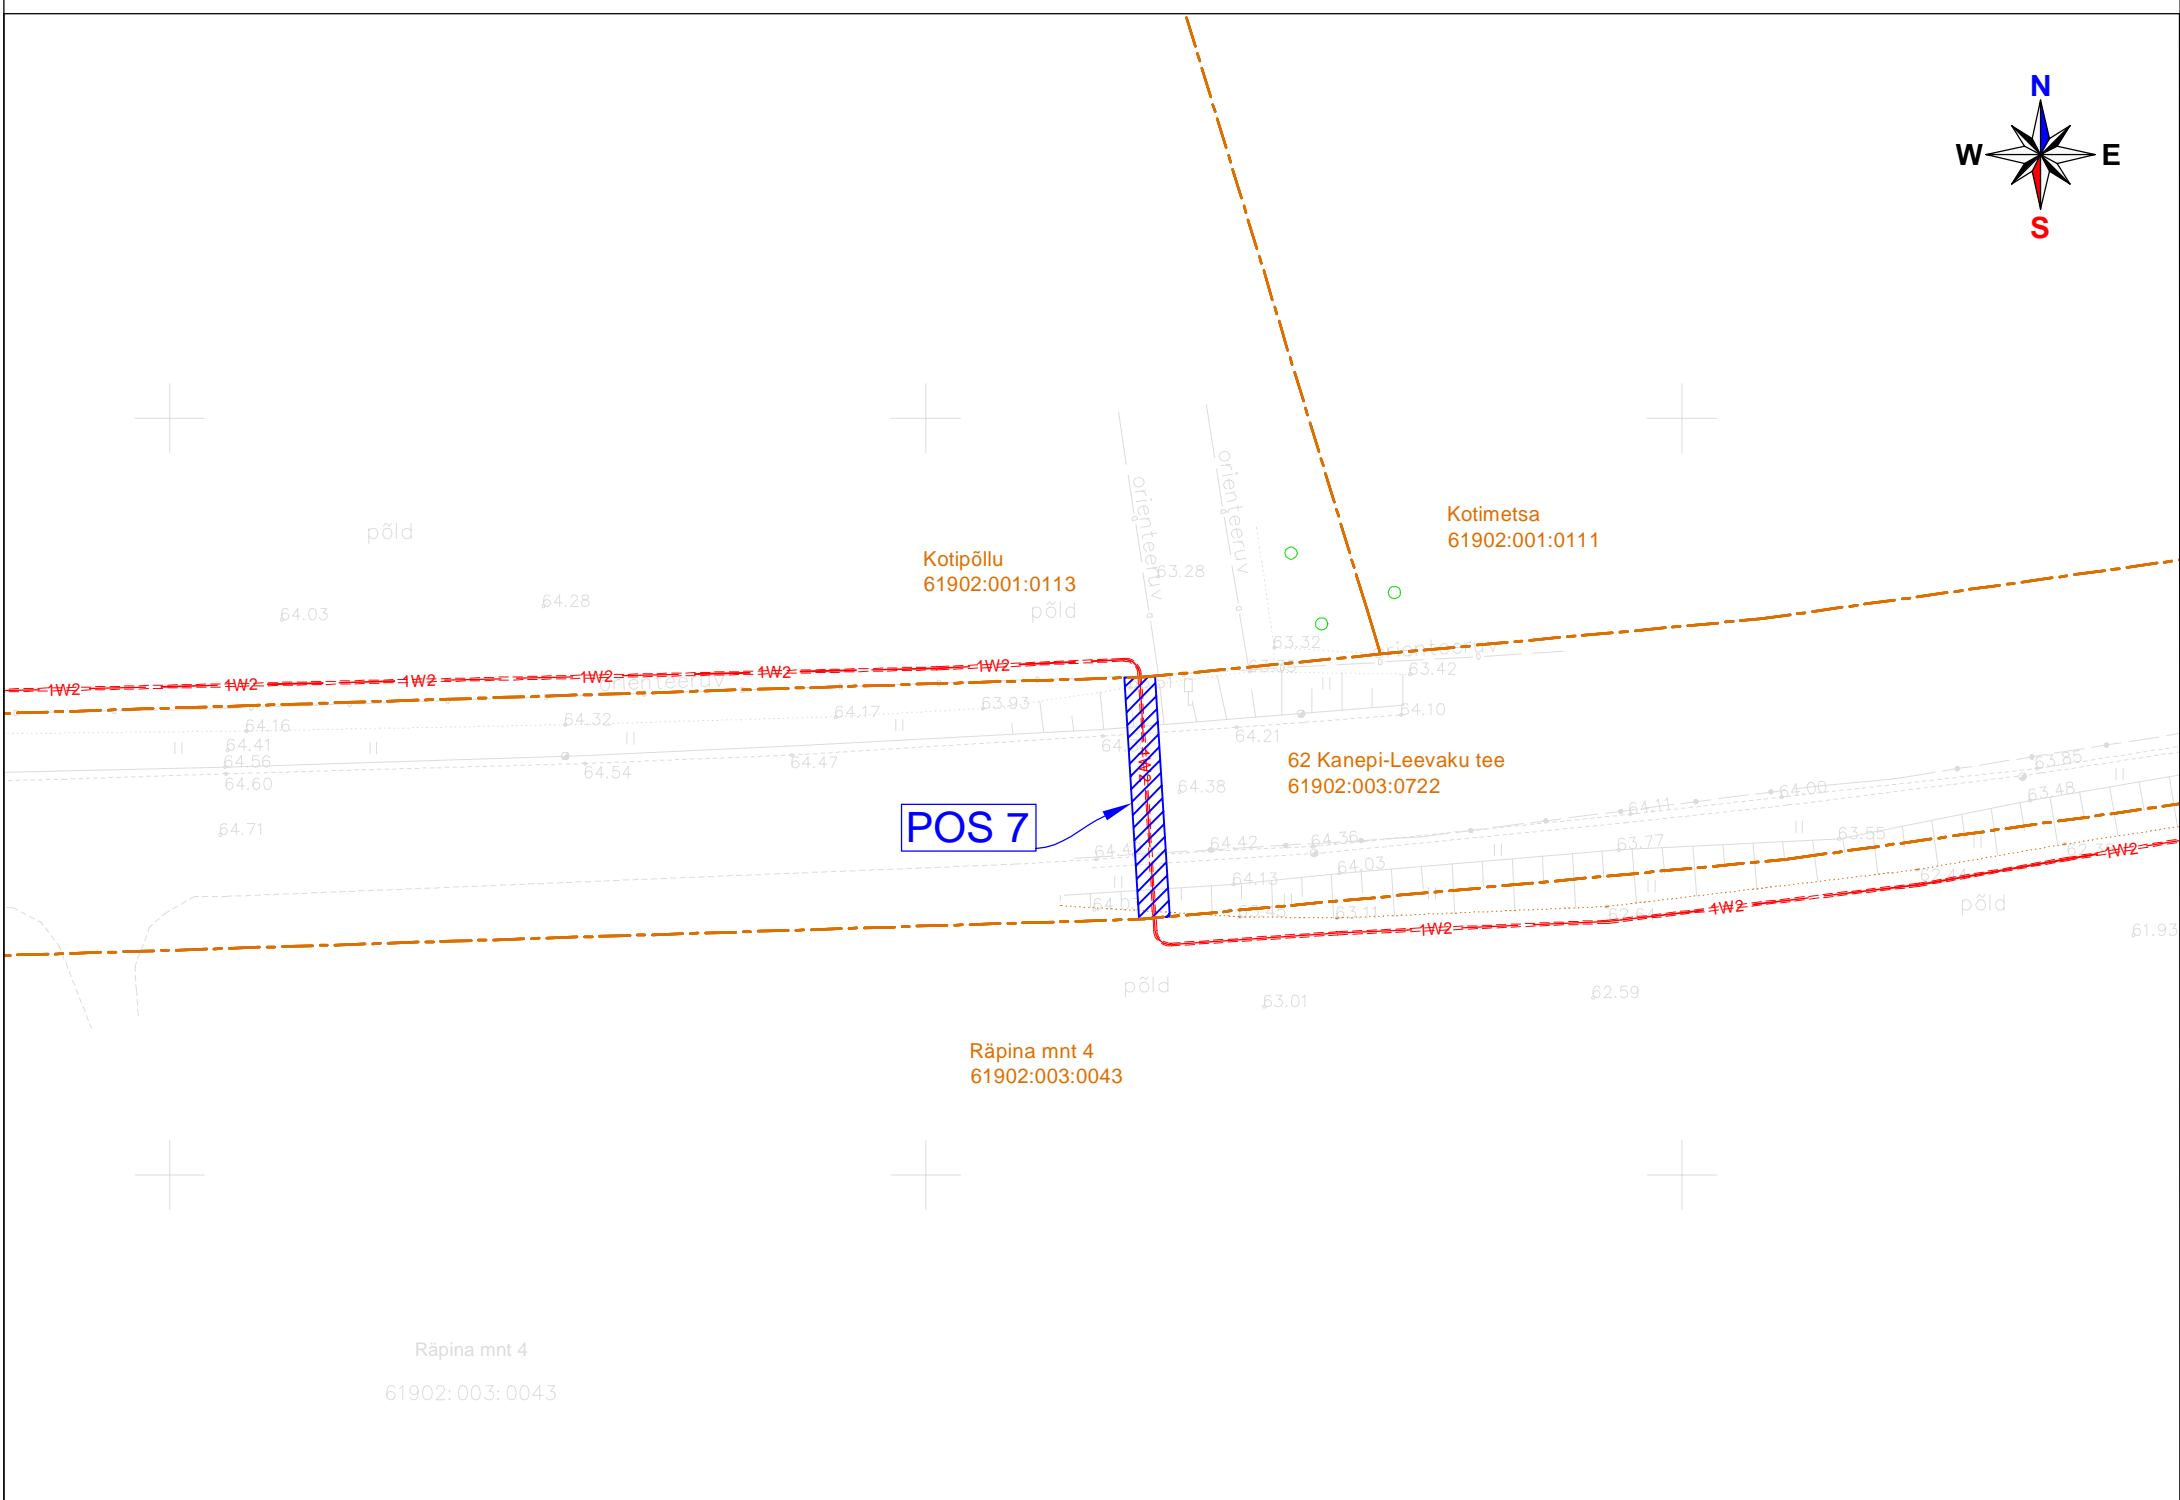 N
W E
S
orienteeruv
orienteeruv
Kotimetsa
61902:001:0111
põld
Kotipõllu
61902:001:0113
63.28
64.28
64.03
põld
63.32
orienteeruv
63.42
1W2 1W2 1W2 1W2 1W2 1W2
orienteeruv
63.93
64.17
64.32
64.16
64.10
64.21
64.41
64.56
64.60
64.54
64.47
1W2
62 Kanepi-Leevaku tee
61902:003:0722
64.38
63.85
64.00
63.48
64.11
POS 7
64.71
64.42
64.36
63.77
63.55
64.03
64.13
63.11
1W2
1W2
1W2
põld
61.93
põld
63.01
62.59
Räpina mnt 4
61902:003:0043
Räpina mnt 4
61902:003:0043